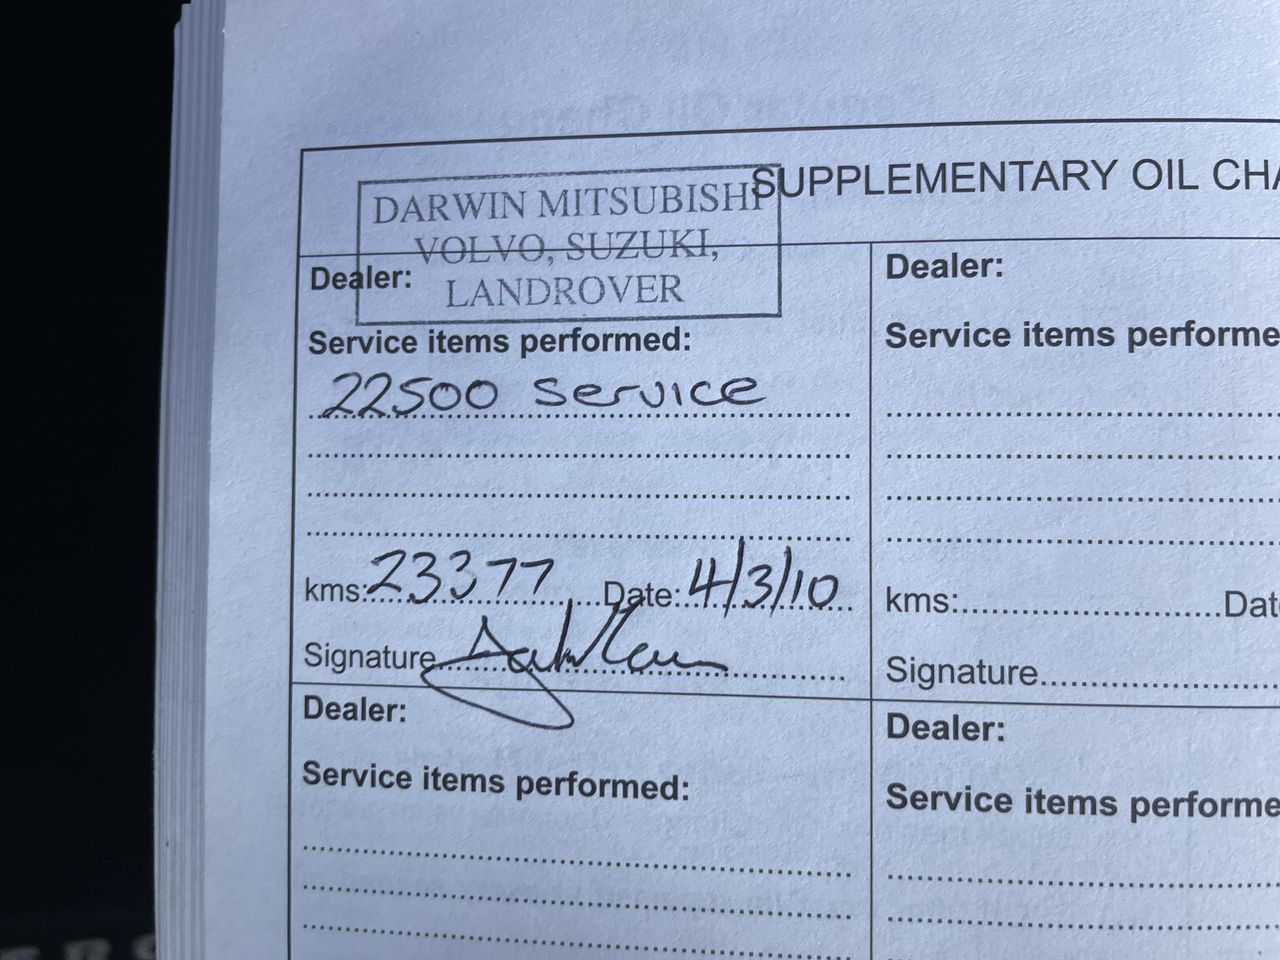 SUPPLEMENTARY OIL CHA
DARWIN MITSUBISHI
VOLVO, SUZUKI,
LANDROVER
Dealer:
Service items performed:
22500 Service
kms: 23377 Date: 4/3/10
Signature
Dealer:
Service items performe
kms: Dat
Signature
Dealer:
Service items performed:
Dealer:
Service items performe